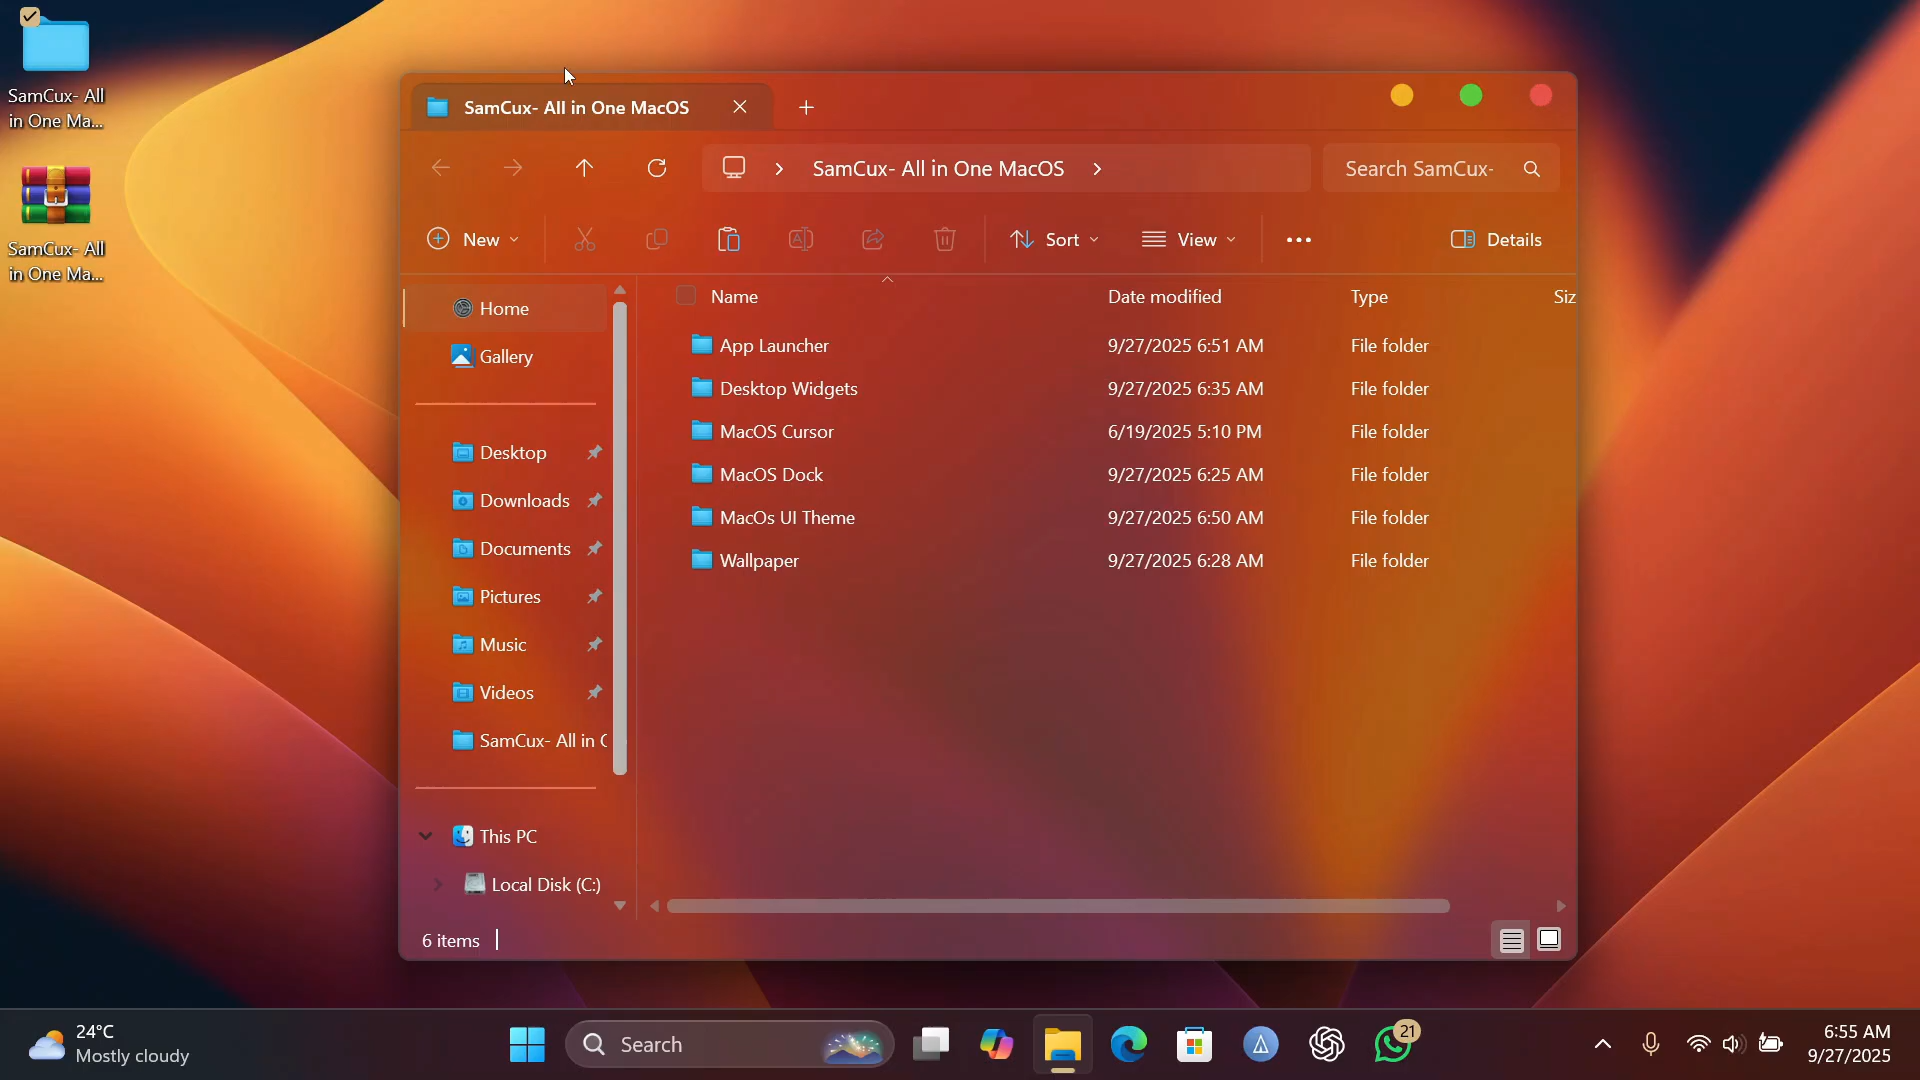 SamCux- All
in One Ma...
SamCux- All
in One Ma...
SamCux- All in One MacOS
SamCux- All in One MacOS
Search SamCux-
New
Sort
View
Details
Home
Gallery
Desktop
Downloads
Documents
Pictures
Music
Videos
SamCux- All in
This PC
Local Disk (C:)
Name Date modified Type Siz
App Launcher 9/27/2025 6:51 AM File folder
Desktop Widgets 9/27/2025 6:35 AM File folder
MacOS Cursor 6/19/2025 5:10 PM File folder
MacOS Dock 9/27/2025 6:25 AM File folder
MacOs UI Theme 9/27/2025 6:50 AM File folder
Wallpaper 9/27/2025 6:28 AM File folder
6 items
24°C
Mostly cloudy
Search
21
6:55 AM
9/27/2025